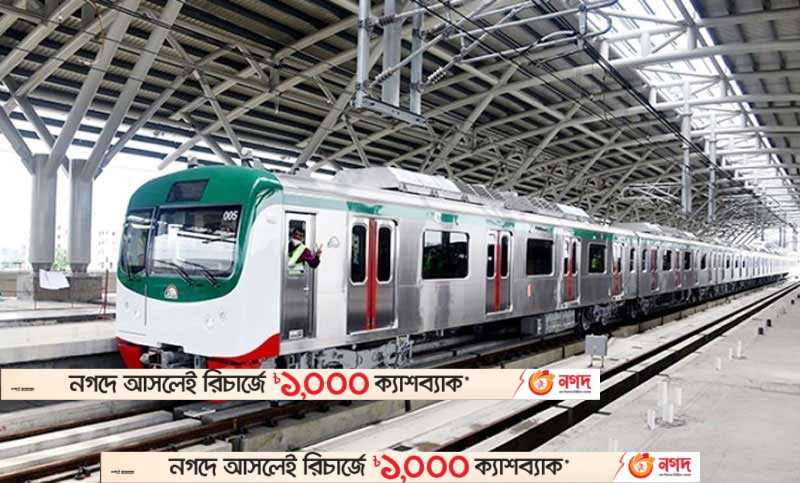 005
নগদে আসলেই রিচার্জে ৳১,০০০ ক্যাশব্যাক* নগদ
নগদে আসলেই রিচার্জে ৳১,০০০ ক্যাশব্যাক* নগদ